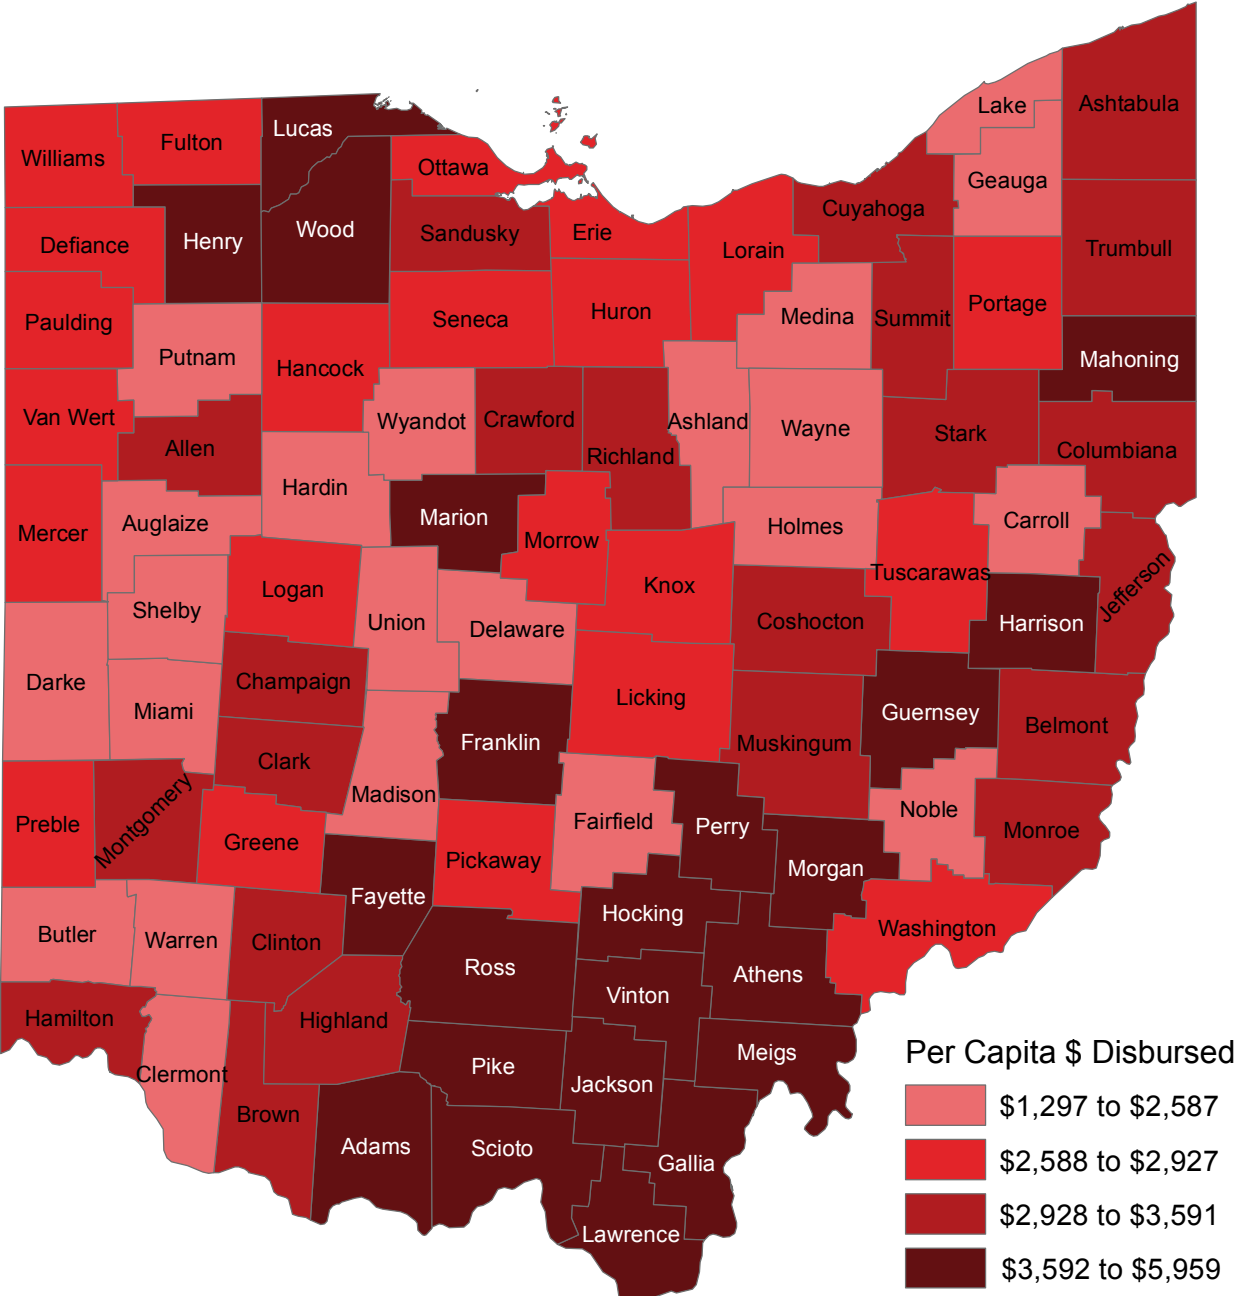 Lake
Ashtabula
Lucas
Fulton
Williams
Ottawa
Geauga
Cuyahoga
Wood
Sandusky
Erie
Henry
Defiance
Lorain
Trumbull
Portage
Huron
Medina
Summit
Seneca
Paulding
Putnam
Mahoning
Hancock
Van Wert
Wyandot
Crawford
Ashland
Wayne
Stark
Allen
Richland
Columbiana
Hardin
Marion
Auglaize
Holmes
Carroll
Mercer
Morrow
Tuscarawas
Jefferson
Logan
Knox
Shelby
Union
Delaware
Coshocton
Harrison
Darke
Champaign
Licking
Miami
Guernsey
Belmont
Franklin
Muskingum
Clark
Madison
Noble
Preble
Montgomery
Fairfield
Perry
Monroe
Greene
Pickaway
Morgan
Fayette
Hocking
Washington
Butler
Warren
Clinton
Ross
Athens
Vinton
Hamilton
Highland
Meigs
Clermont
Pike
Jackson
Brown
Adams
Scioto
Gallia
Lawrence
Per Capita $ Disbursed
$1,297 to $2,587
$2,588 to $2,927
$2,928 to $3,591
$3,592 to $5,959